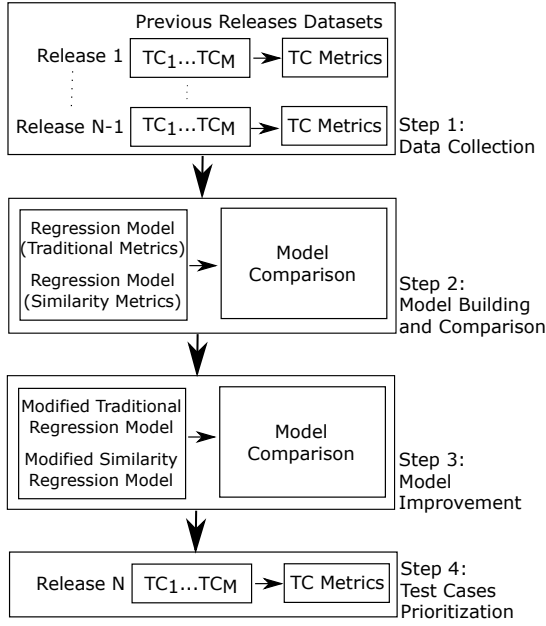 Previous Releases Datasets
Release 1 TC1...TCM TC Metrics
Release N-1 TC1...TCM TC Metrics
Step 1:
Data Collection
Regression Model
(Traditional Metrics)
Regression Model
(Similarity Metrics)
Model
Comparison
Step 2:
Model Building
and Comparison
Modified Traditional
Regression Model
Modified Similarity
Regression Model
Model
Comparison
Step 3:
Model
Improvement
Release N TC1...TCM TC Metrics
Step 4:
Test Cases
Prioritization